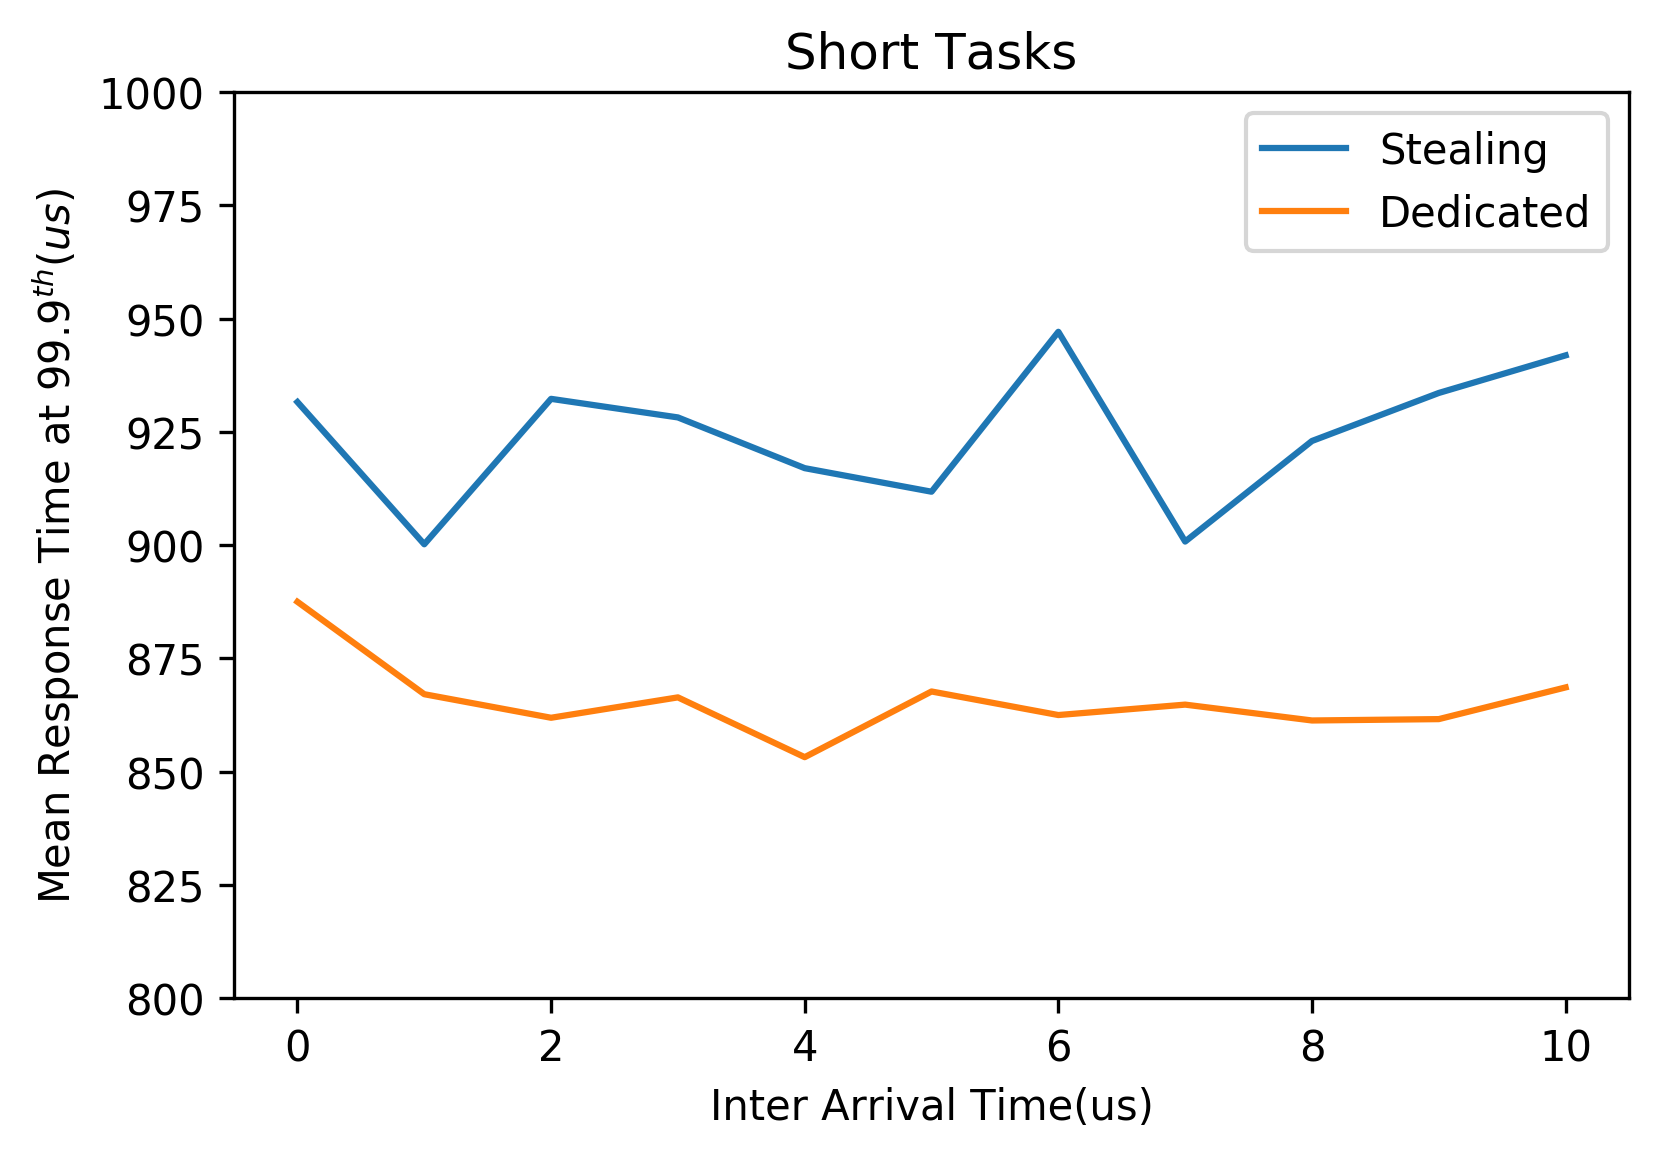 Short Tasks
Mean Response Time at 99.9th(us)
1000
975
950
925
900
875
850
825
800
Stealing
Dedicated
0 2 4 6 8 10
Inter Arrival Time(us)